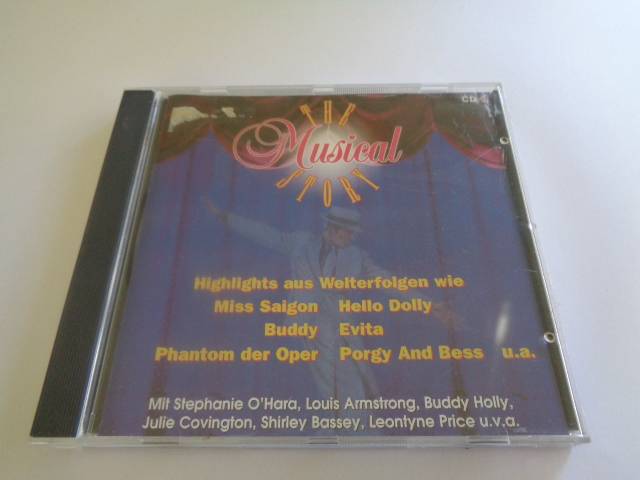 THE
Musical
STORY
Highlights aus Welterfolgen wie
Miss Saigon Hello Dolly
Buddy Evita
Phantom der Oper Porgy And Bess u.a.
Mit Stephanie O'Hara, Louis Armstrong, Buddy Holly,
Julie Covington, Shirley Bassey, Leontyne Price u.v.a.